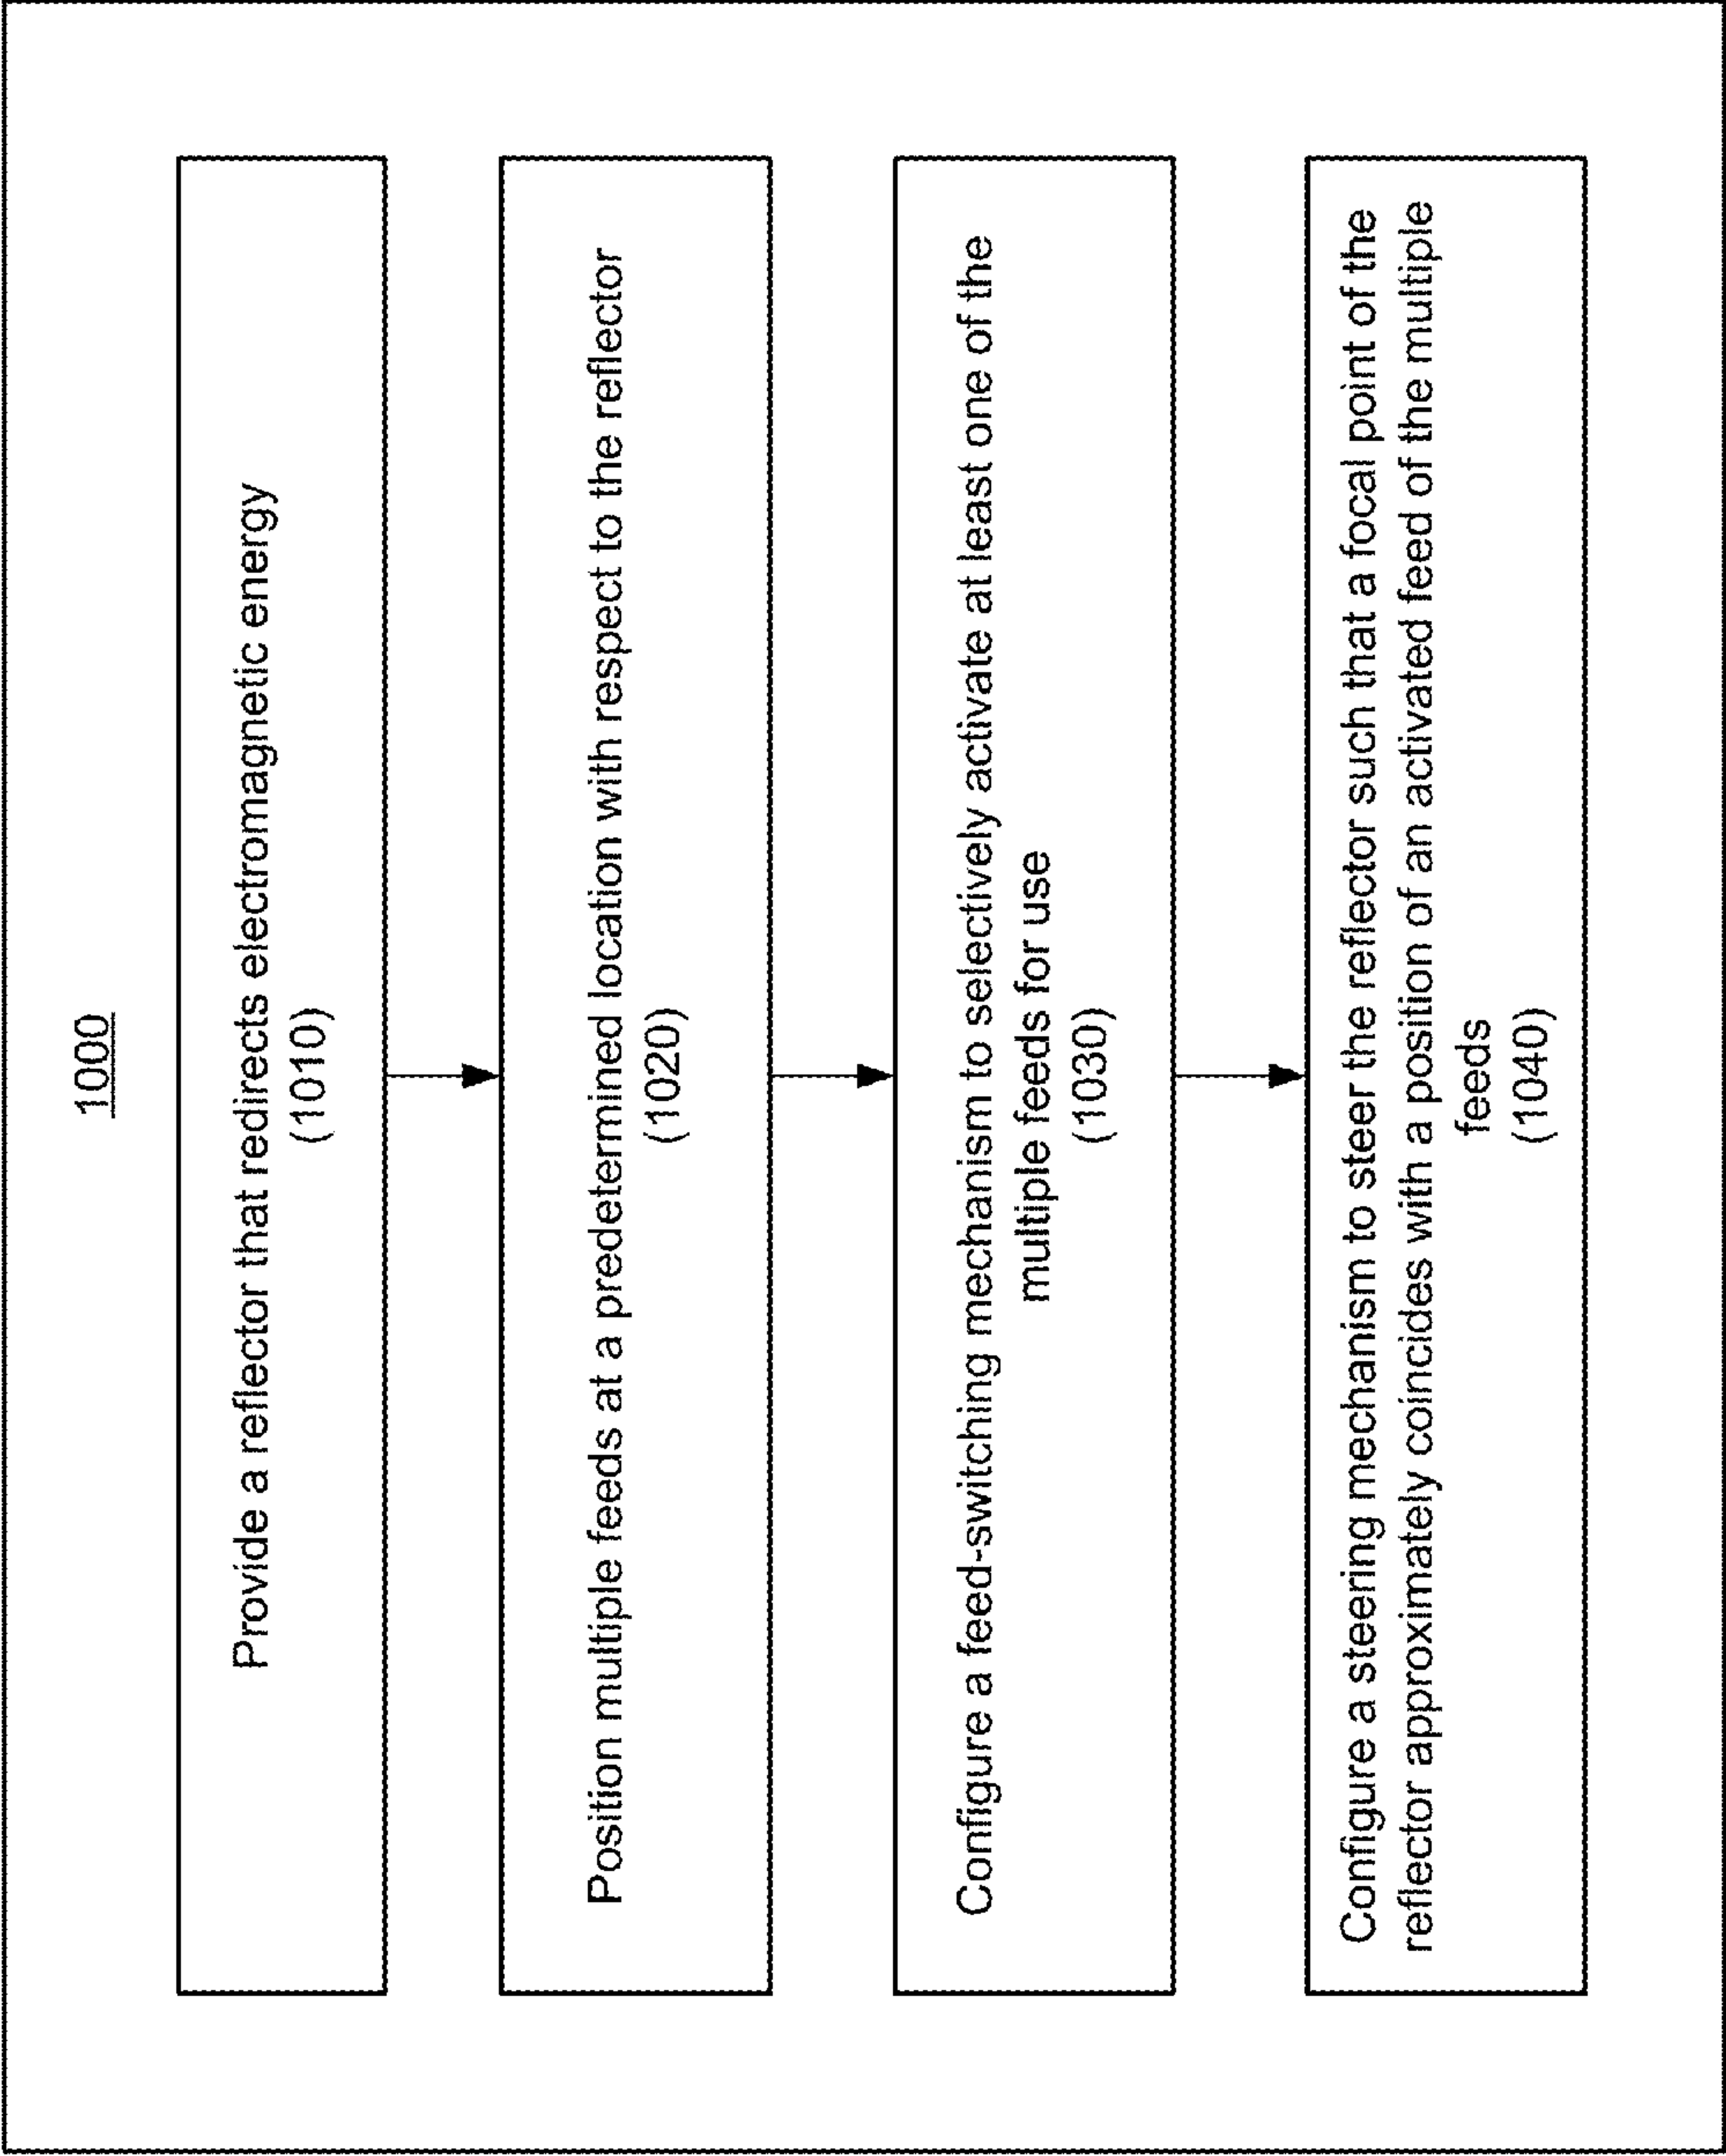 1000
Provide a reflector that redirects electromagnetic energy
(1010)
Position multiple feeds at a predetermined location with respect to the reflector
(1020)
Configure a feed-switching mechanism to selectively activate at least one of the
multiple feeds for use
(1030)
Configure a steering mechanism to steer the reflector such that a focal point of the
reflector approximately coincides with a position of an activated feed of the multiple
feeds
(1040)